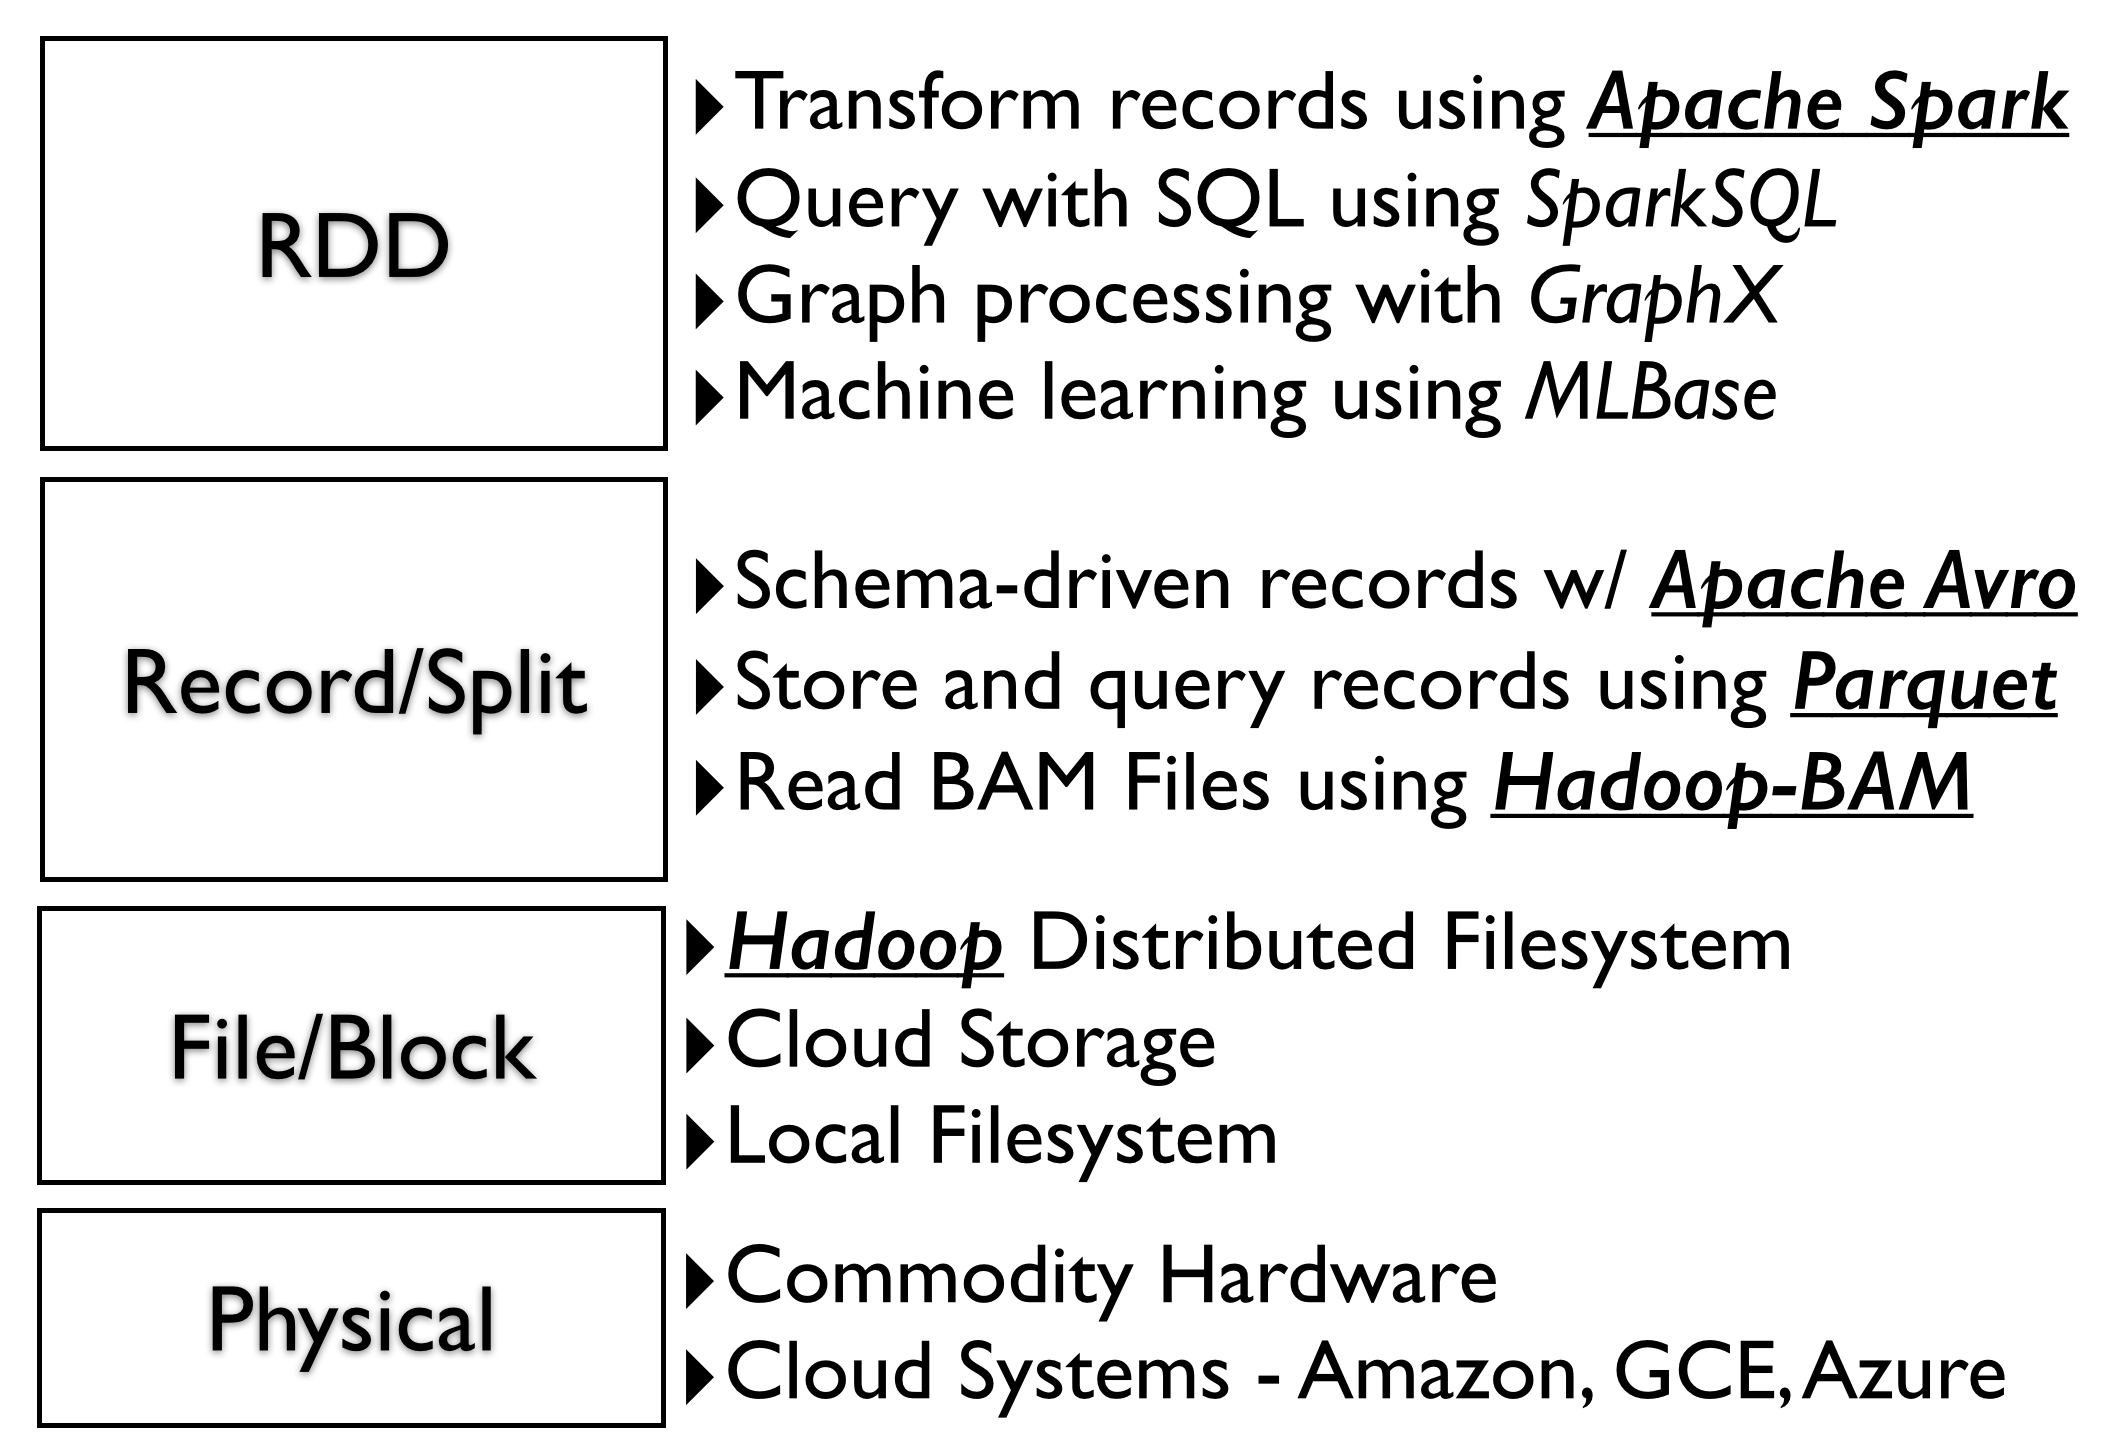 RDD
▸Transform records using Apache Spark
▸Query with SQL using SparkSQL
▸Graph processing with GraphX
▸Machine learning using MLBase
Record/Split
▸Schema-driven records w/ Apache Avro
▸Store and query records using Parquet
▸Read BAM Files using Hadoop-BAM
File/Block
▸Hadoop Distributed Filesystem
▸Cloud Storage
▸Local Filesystem
Physical
▸Commodity Hardware
▸Cloud Systems - Amazon, GCE, Azure